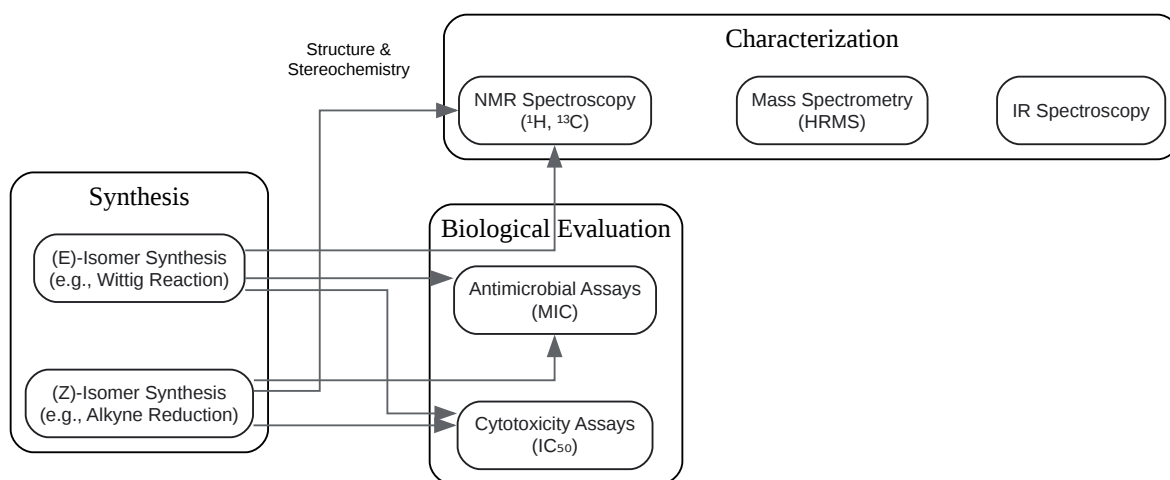 Structure &
Stereochemistry
Characterization
NMR Spectroscopy
(¹H, ¹³C)
Mass Spectrometry
(HRMS)
IR Spectroscopy
Synthesis
(E)-Isomer Synthesis
(e.g., Wittig Reaction)
(Z)-Isomer Synthesis
(e.g., Alkyne Reduction)
Biological Evaluation
Antimicrobial Assays
(MIC)
Cytotoxicity Assays
(IC₅₀)